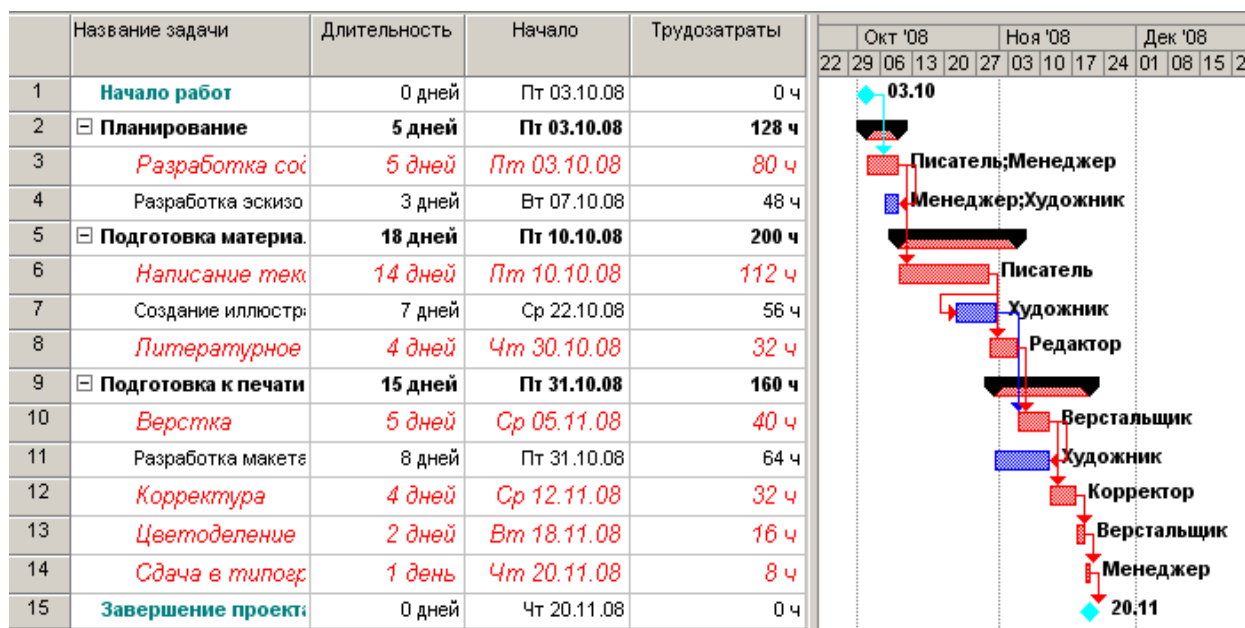 Название задачи Длительность Начало Трудозатраты Окт '08 Ноя '08 Дек '08
22 29 06 13 20 27 03 10 17 24 01 08 15 2
1 Начало работ 0 дней Пт 03.10.08 0 ч 03.10
2 Планирование 5 дней Пт 03.10.08 128 ч
3 Разработка сод 5 дней Пт 03.10.08 80 ч Писатель;Менеджер
4 Разработка эскизо 3 дней Вт 07.10.08 48 ч Менеджер;Художник
5 Подготовка материа. 18 дней Пт 10.10.08 200 ч
6 Написание тек 14 дней Пт 10.10.08 112 ч Писатель
7 Создание иллюстр 7 дней Ср 22.10.08 56 ч Художник
8 Литературное 4 дней Чт 30.10.08 32 ч Редактор
9 Подготовка к печати 15 дней Пт 31.10.08 160 ч
10 Верстка 5 дней Ср 05.11.08 40 ч Верстальщик
11 Разработка макета 8 дней Пт 31.10.08 64 ч Художник
12 Корректура 4 дней Ср 12.11.08 32 ч Корректор
13 Цветоделение 2 дней Вт 18.11.08 16 ч Верстальщик
14 Сдача в типогр 1 день Чт 20.11.08 8 ч Менеджер
15 Завершение проекта 0 дней Чт 20.11.08 0 ч 20.11